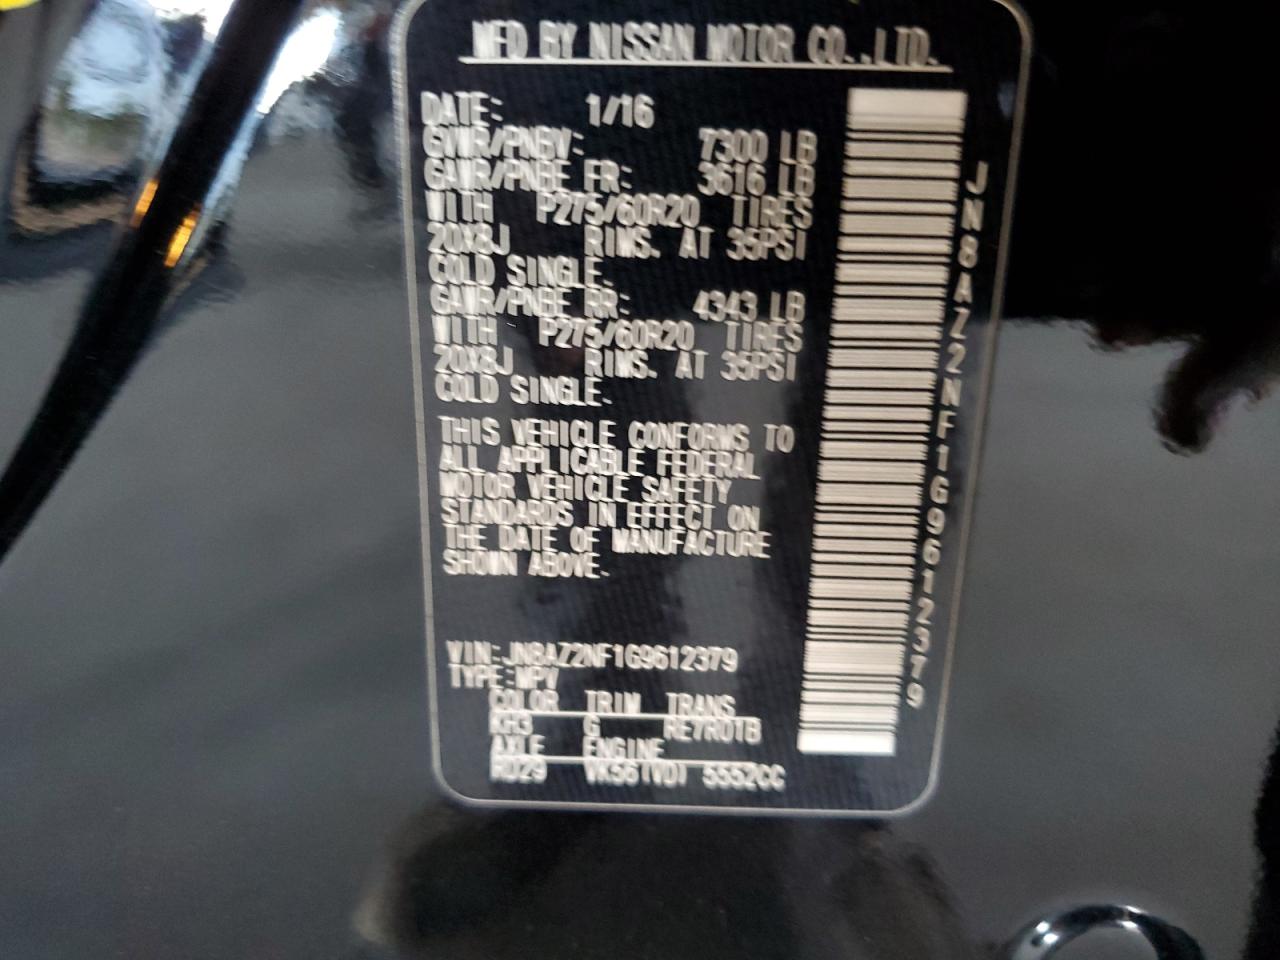 MFD BY NISSAN MOTOR CO.,LTD.
DATE: 1/16
GVWR/PNBV: 7300 LB
GAWR/PNBE FR: 3616 LB
WITH P275/60R20 TIRES
20X8J RIMS. AT 35PSI
COLD SINGLE.
GAWR/PNBE RR: 4343 LB
WITH P275/60R20 TIRES
20X8J RIMS. AT 35PSI
COLD SINGLE.
THIS VEHICLE CONFORMS TO
ALL APPLICABLE FEDERAL
MOTOR VEHICLE SAFETY
STANDARDS IN EFFECT ON
THE DATE OF MANUFACTURE
SHOWN ABOVE.
VIN:JN8AZ2NF1G9612379
TYPE:MPV
COLOR TRIM TRANS
KH3 G RE7R01B
AXLE ENGINE
RD29 VK56(VD) 5552CC
JN8AZ2NF1G9612379